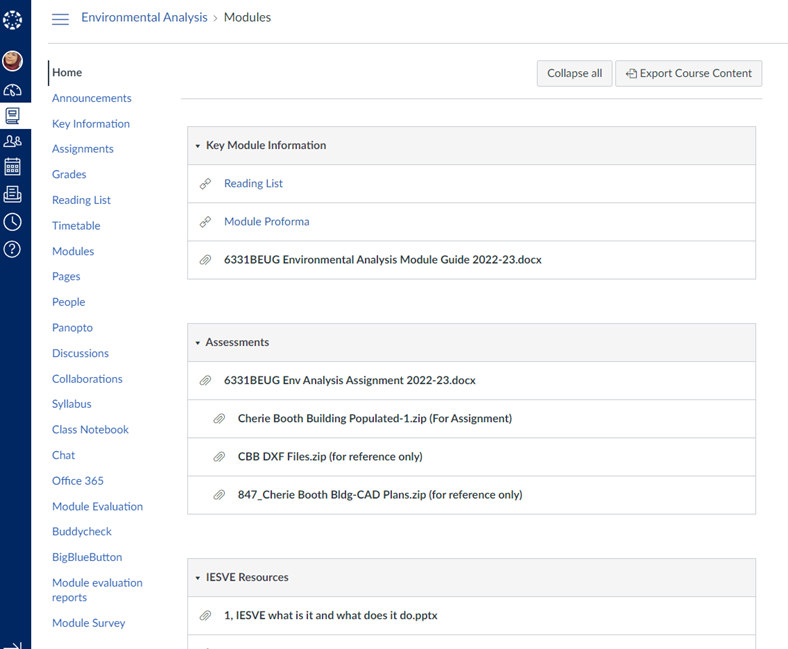 Environmental Analysis > Modules
Home
Announcements
Key Information
Assignments
Grades
Reading List
Timetable
Modules
Pages
People
Panopto
Discussions
Collaborations
Syllabus
Class Notebook
Chat
Office 365
Module Evaluation
Buddycheck
BigBlueButton
Module evaluation
reports
Module Survey
Collapse all
Export Course Content
Key Module Information
Reading List
Module Proforma
6331BEUG Environmental Analysis Module Guide 2022-23.docx
Assessments
6331BEUG Env Analysis Assignment 2022-23.docx
Cherie Booth Building Populated-1.zip (For Assignment)
CBB DXF Files.zip (for reference only)
847_Cherie Booth Bldg-CAD Plans.zip (for reference only)
IESVE Resources
1, IESVE what is it and what does it do.pptx